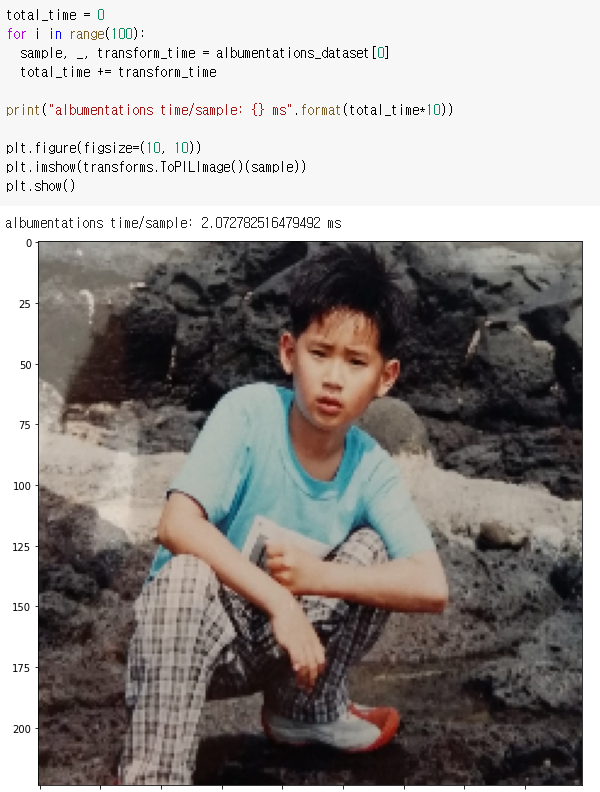 total_time = 0
for i in range(100):
  sample, _, transform_time = albumentations_dataset[0]
  total_time += transform_time

print("albumentations time/sample: {} ms".format(total_time*10))

plt.figure(figsize=(10, 10))
plt.imshow(transforms.ToPILImage()(sample))
plt.show()

albumentations time/sample: 2.072782516479492 ms
0
25
50
75
100
125
150
175
200